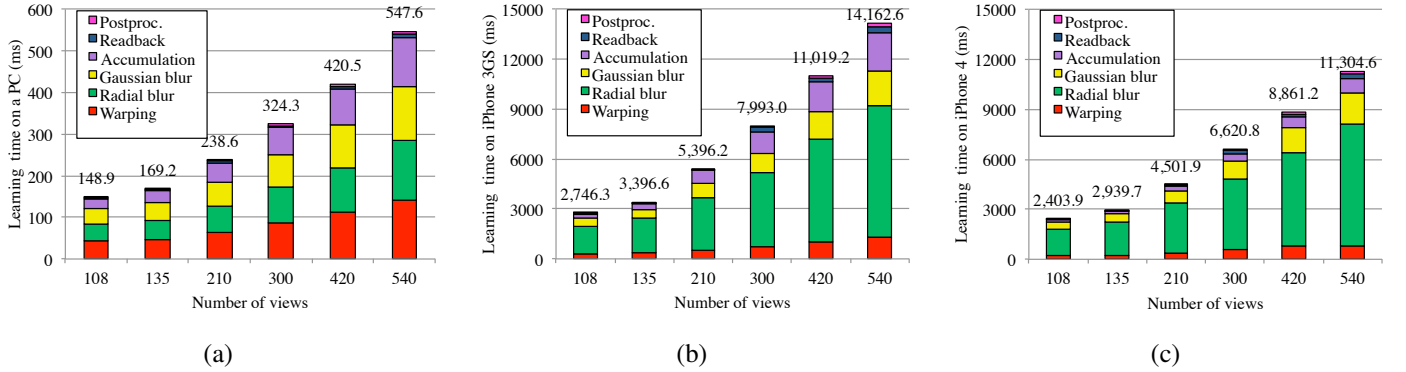 Learning time on a PC (ms)
600
500
400
300
200
100
0
Postproc.
Readback
Accumulation
Gaussian blur
Radial blur
Warping
148.9
169.2
238.6
324.3
420.5
547.6
108
135
210
300
420
540
Number of views
(a)
Learning time on iPhone 3GS (ms)
15000
12000
9000
6000
3000
0
Postproc.
Readback
Accumulation
Gaussian blur
Radial blur
Warping
2,746.3
3,396.6
5,396.2
7,993.0
11,019.2
14,162.6
108
135
210
300
420
540
Number of views
(b)
Learning time on iPhone 4 (ms)
15000
12000
9000
6000
3000
0
Postproc.
Readback
Accumulation
Gaussian blur
Radial blur
Warping
2,403.9
2,939.7
4,501.9
6,620.8
8,861.2
11,304.6
108
135
210
300
420
540
Number of views
(c)